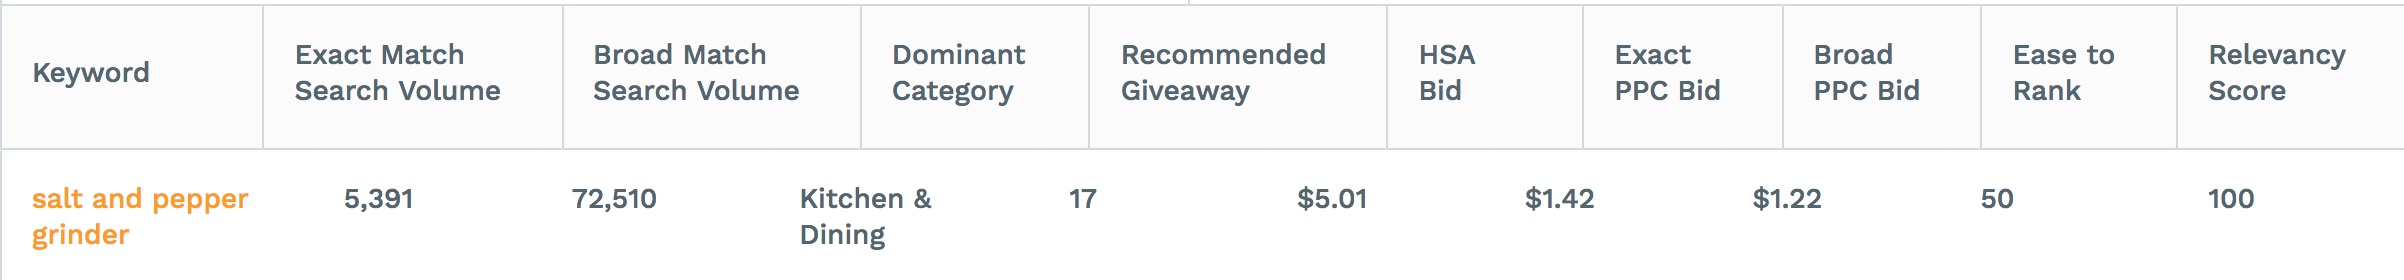 Keyword
Exact Match
Search Volume
Broad Match
Search Volume
Dominant
Category
Recommended
Giveaway
HSA
Bid
Exact
PPC Bid
Broad
PPC Bid
Ease to
Rank
Relevancy
Score
salt and pepper
grinder
5,391
72,510
Kitchen &
Dining
17
$5.01
$1.42
$1.22
50
100